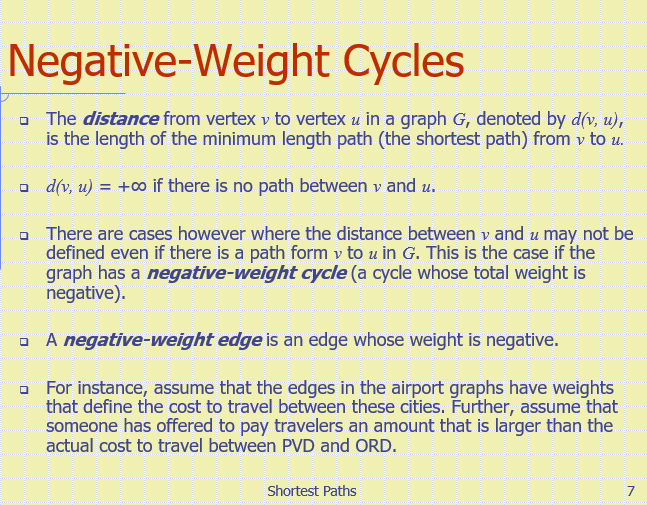 Negative-Weight Cycles
The distance from vertex v to vertex u in a graph G, denoted by d(v, u),
is the length of the minimum length path (the shortest path) from v to u.
d(v, u) = +∞ if there is no path between v and u.
There are cases however where the distance between v and u may not be
defined even if there is a path form v to u in G. This is the case if the
graph has a negative-weight cycle (a cycle whose total weight is
negative).
A negative-weight edge is an edge whose weight is negative.
For instance, assume that the edges in the airport graphs have weights
that define the cost to travel between these cities. Further, assume that
someone has offered to pay travelers an amount that is larger than the
actual cost to travel between PVD and ORD.
Shortest Paths
7